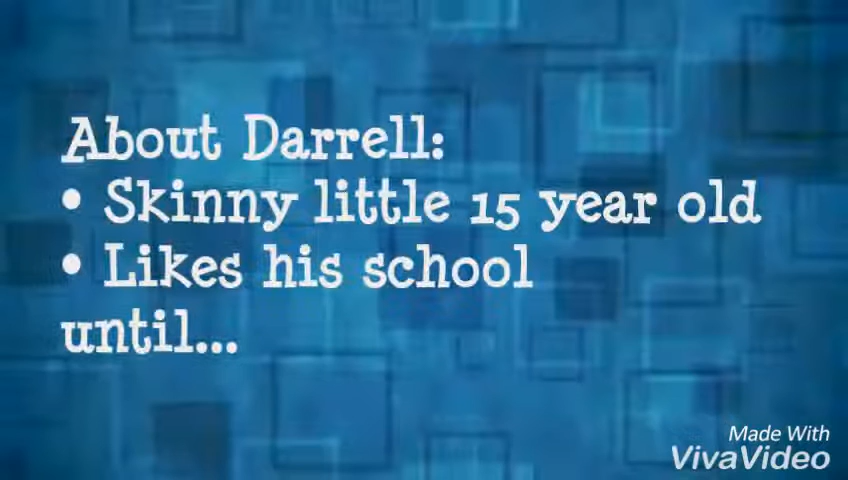 About Darrell:
• Skinny little 15 year old
• Likes his school
until...
Made With
VivaVideo